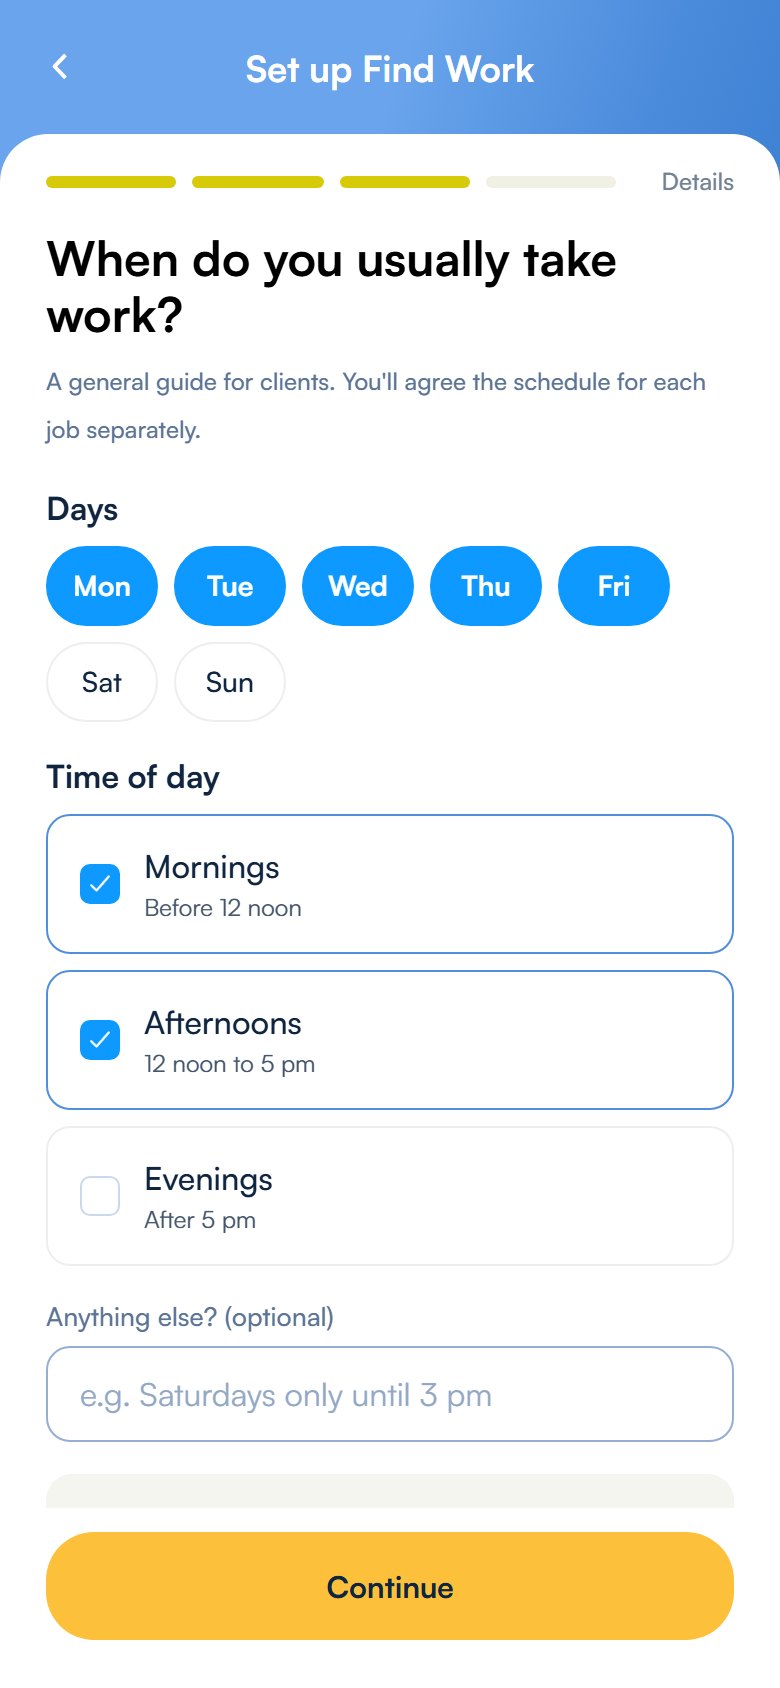 Set up Find Work
Details
When do you usually take
work?
A general guide for clients. You'll agree the schedule for each
job separately.
Days
Mon Tue Wed Thu Fri
Sat Sun
Time of day
Mornings
Before 12 noon
Afternoons
12 noon to 5 pm
Evenings
After 5 pm
Anything else? (optional)
e.g. Saturdays only until 3 pm
Continue